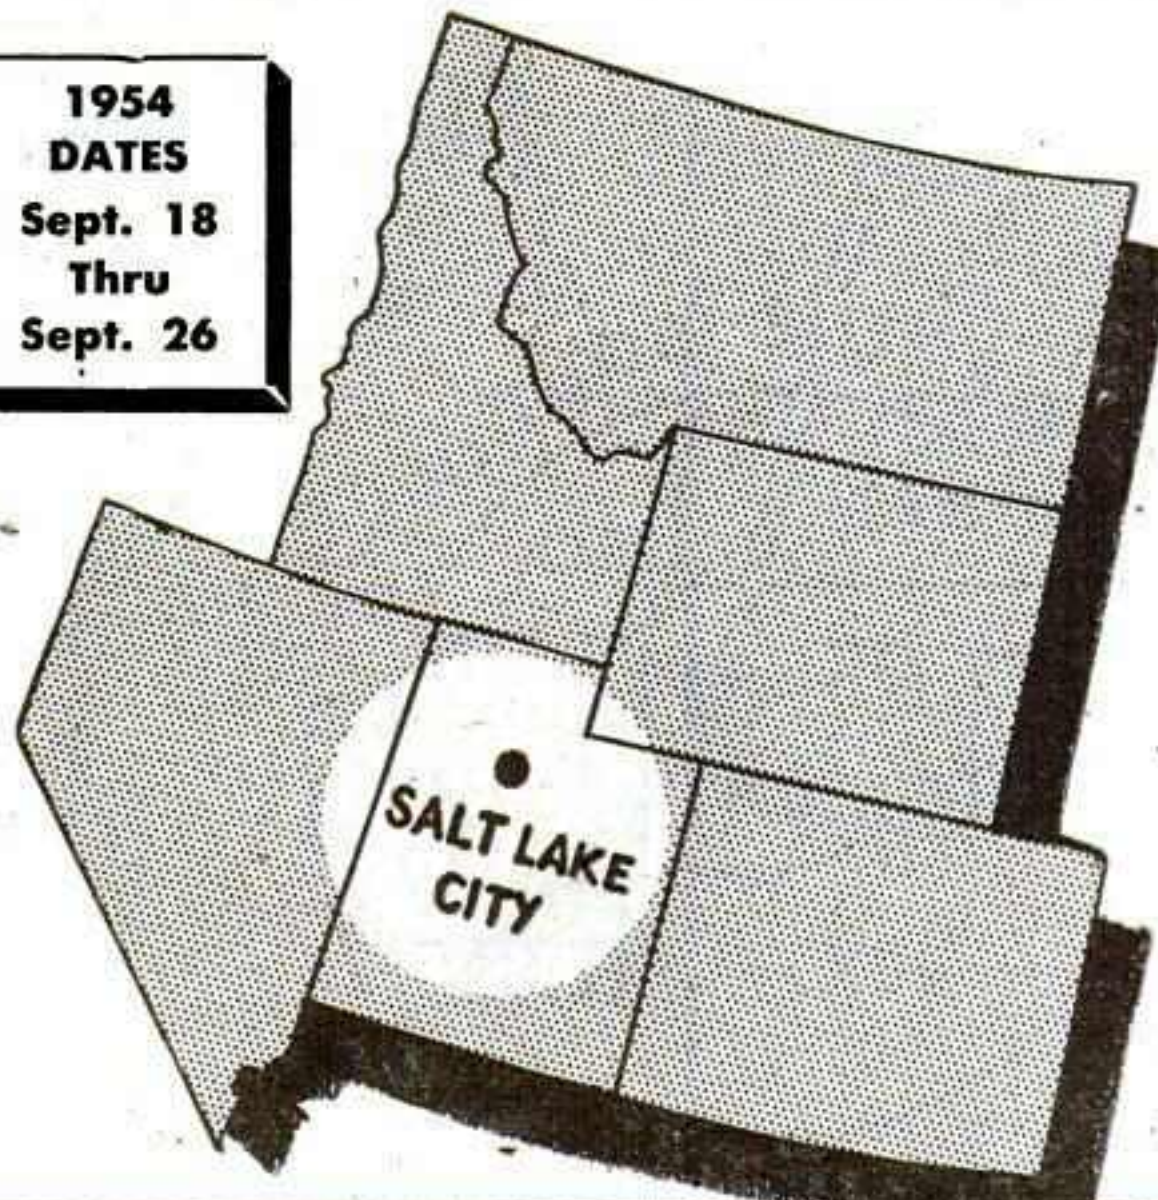 1954
DATES
Sept. 18
Thru
Sept. 26
SALT LAKE
CITY